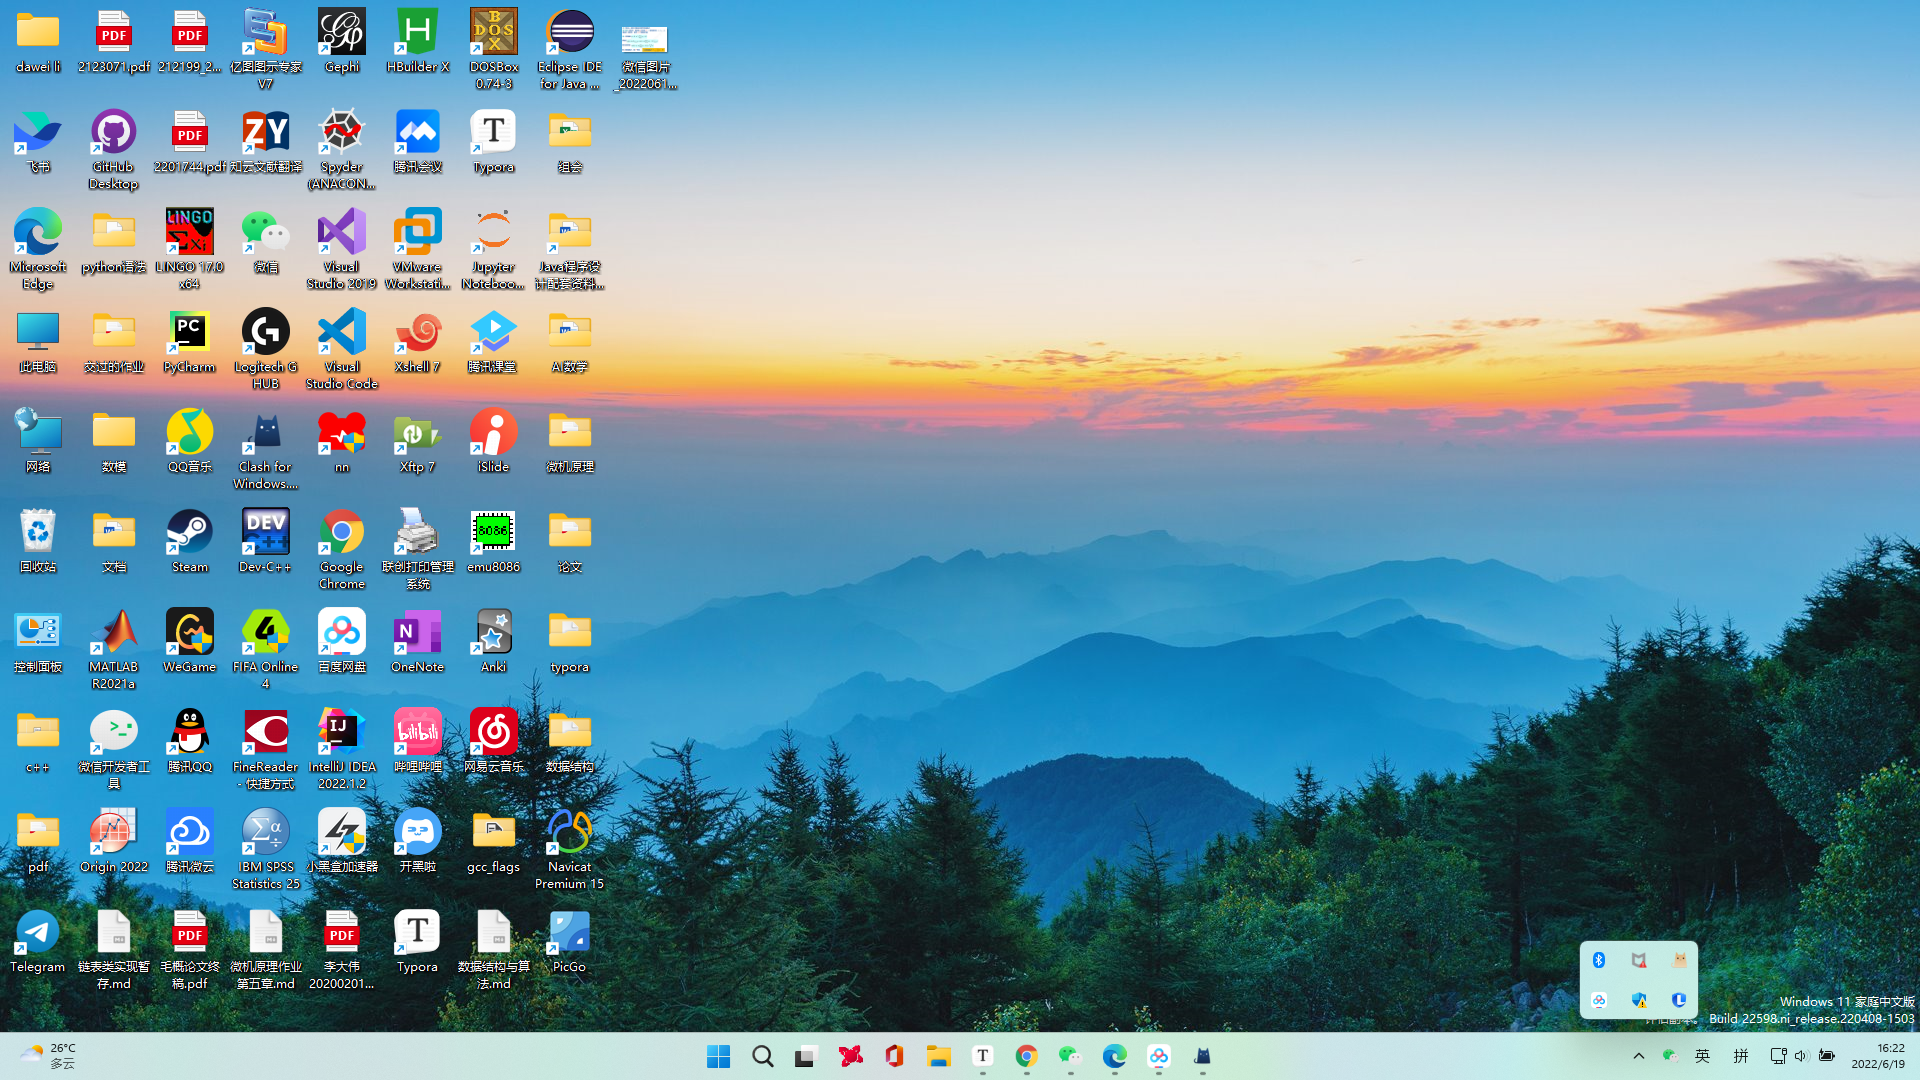 dawei li
2123071.pdf
212199_2...
亿图图示专家
V7
Gephi
HBuilder X
DOSBox
0.74-3
Eclipse IDE
for Java ...
微信图片
_2022061...
飞书
GitHub
Desktop
2201744.pdf
知云文献翻译
Spyder
(ANACON...
腾讯会议
Typora
组会
Microsoft
Edge
python语法
LINGO 17.0
x64
微信
Visual
Studio 2019
VMware
Workstati...
Jupyter
Noteboo...
Java程序设
计配套资料...
此电脑
交过的作业
PyCharm
Logitech G
HUB
Visual
Studio Code
Xshell 7
腾讯课堂
AI数学
网络
数模
QQ音乐
Clash for
Windows....
nn
Xftp 7
iSlide
微机原理
回收站
文档
Steam
Dev-C++
Google
Chrome
联创打印管理
系统
emu8086
论文
控制面板
MATLAB
R2021a
WeGame
FIFA Online
4
百度网盘
OneNote
Anki
typora
c++
微信开发者工
具
腾讯QQ
FineReader
- 快捷方式
IntelliJ IDEA
2022.1.2
哔哩哔哩
网易云音乐
数据结构
pdf
Origin 2022
腾讯微云
IBM SPSS
Statistics 25
小黑盒加速器
开黑啦
gcc_flags
Navicat
Premium 15
Telegram
链表类实现暂
存.md
毛概论文终
稿.pdf
微机原理作业
第五章.md
李大伟
20200201...
Typora
数据结构与算
法.md
PicGo
Windows 11 家庭中文版
评估副本。 Build 22598.ni_release.220408-1503
26°C
多云
英
拼
16:22
2022/6/19